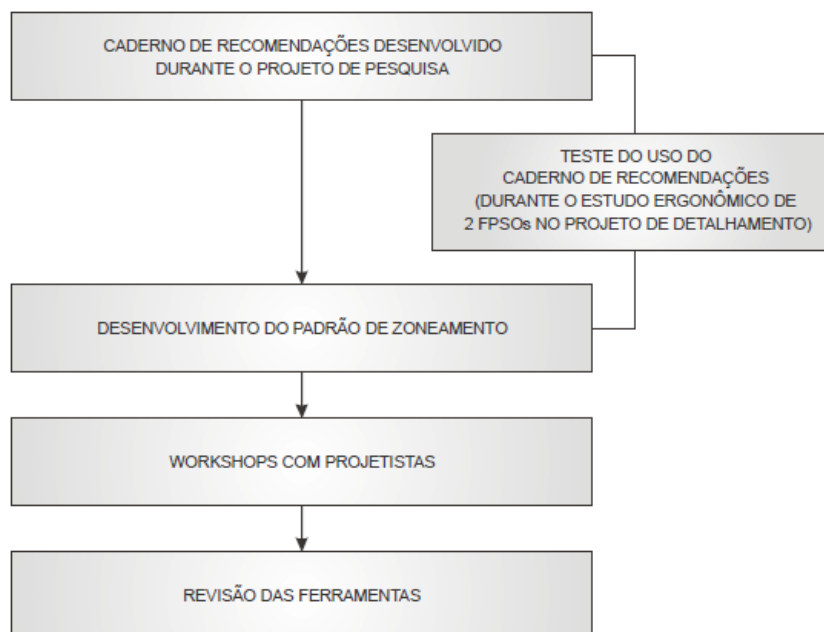 CADERNO DE RECOMENDAÇÕES DESENVOLVIDO
DURANTE O PROJETO DE PESQUISA
TESTE DO USO DO
CADERNO DE RECOMENDAÇÕES
(DURANTE O ESTUDO ERGONÔMICO DE
2 FPSOs NO PROJETO DE DETALHAMENTO)
DESENVOLVIMENTO DO PADRÃO DE ZONEAMENTO
WORKSHOPS COM PROJETISTAS
REVISÃO DAS FERRAMENTAS